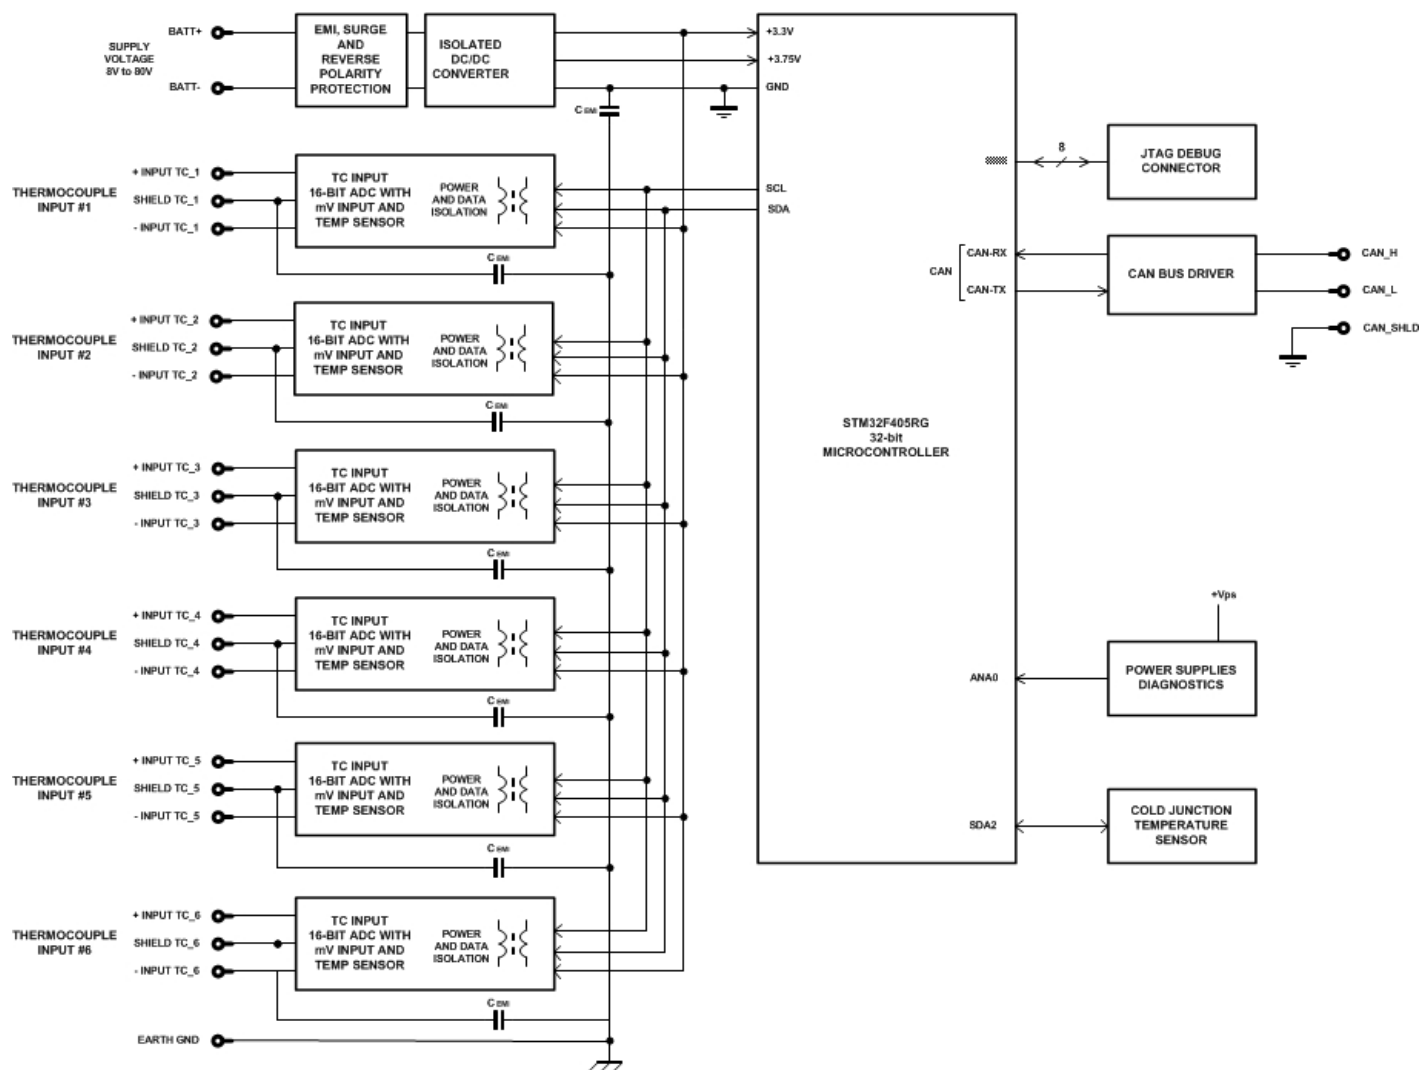 BATT+
SUPPLY
VOLTAGE
8V to 80V
BATT-
EMI, SURGE
AND
REVERSE
POLARITY
PROTECTION
ISOLATED
DC/DC
CONVERTER
C EMI
+3.3V
+3.75V
GND
THERMOCOUPLE
INPUT #1
+ INPUT TC_1
SHIELD TC_1
- INPUT TC_1
TC INPUT
16-BIT ADC WITH
mV INPUT AND
TEMP SENSOR
POWER
AND DATA
ISOLATION
C EMI
SCL
SDA
THERMOCOUPLE
INPUT #2
+ INPUT TC_2
SHIELD TC_2
- INPUT TC_2
TC INPUT
16-BIT ADC WITH
mV INPUT AND
TEMP SENSOR
POWER
AND DATA
ISOLATION
C EMI
THERMOCOUPLE
INPUT #3
+ INPUT TC_3
SHIELD TC_3
- INPUT TC_3
TC INPUT
16-BIT ADC WITH
mV INPUT AND
TEMP SENSOR
POWER
AND DATA
ISOLATION
C EMI
THERMOCOUPLE
INPUT #4
+ INPUT TC_4
SHIELD TC_4
- INPUT TC_4
TC INPUT
16-BIT ADC WITH
mV INPUT AND
TEMP SENSOR
POWER
AND DATA
ISOLATION
C EMI
THERMOCOUPLE
INPUT #5
+ INPUT TC_5
SHIELD TC_5
- INPUT TC_5
TC INPUT
16-BIT ADC WITH
mV INPUT AND
TEMP SENSOR
POWER
AND DATA
ISOLATION
C EMI
THERMOCOUPLE
INPUT #6
+ INPUT TC_6
SHIELD TC_6
- INPUT TC_6
TC INPUT
16-BIT ADC WITH
mV INPUT AND
TEMP SENSOR
POWER
AND DATA
ISOLATION
C EMI
EARTH GND
STM32F405RG
32-bit
MICROCONTROLLER
8
JTAG DEBUG
CONNECTOR
CAN
CAN-RX
CAN-TX
CAN BUS DRIVER
CAN_H
CAN_L
CAN_SHLD
+Vps
ANA0
POWER SUPPLIES
DIAGNOSTICS
SDA2
COLD JUNCTION
TEMPERATURE
SENSOR